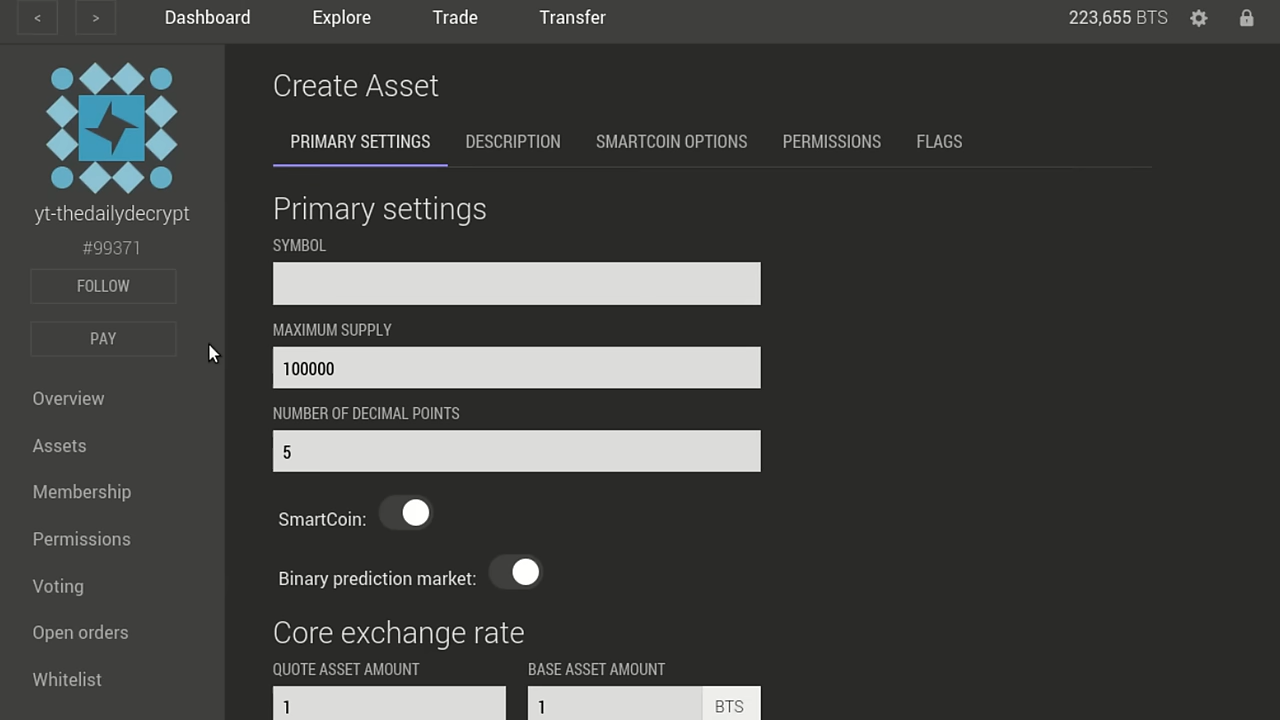 < > Dashboard Explore Trade Transfer 223,655 BTS
yt-thedailydecrypt
#99371
FOLLOW
PAY
Overview
Assets
Membership
Permissions
Voting
Open orders
Whitelist
Create Asset
PRIMARY SETTINGS DESCRIPTION SMARTCOIN OPTIONS PERMISSIONS FLAGS
Primary settings
SYMBOL
MAXIMUM SUPPLY
100000
NUMBER OF DECIMAL POINTS
5
SmartCoin:
Binary prediction market:
Core exchange rate
QUOTE ASSET AMOUNT BASE ASSET AMOUNT
1 1 BTS